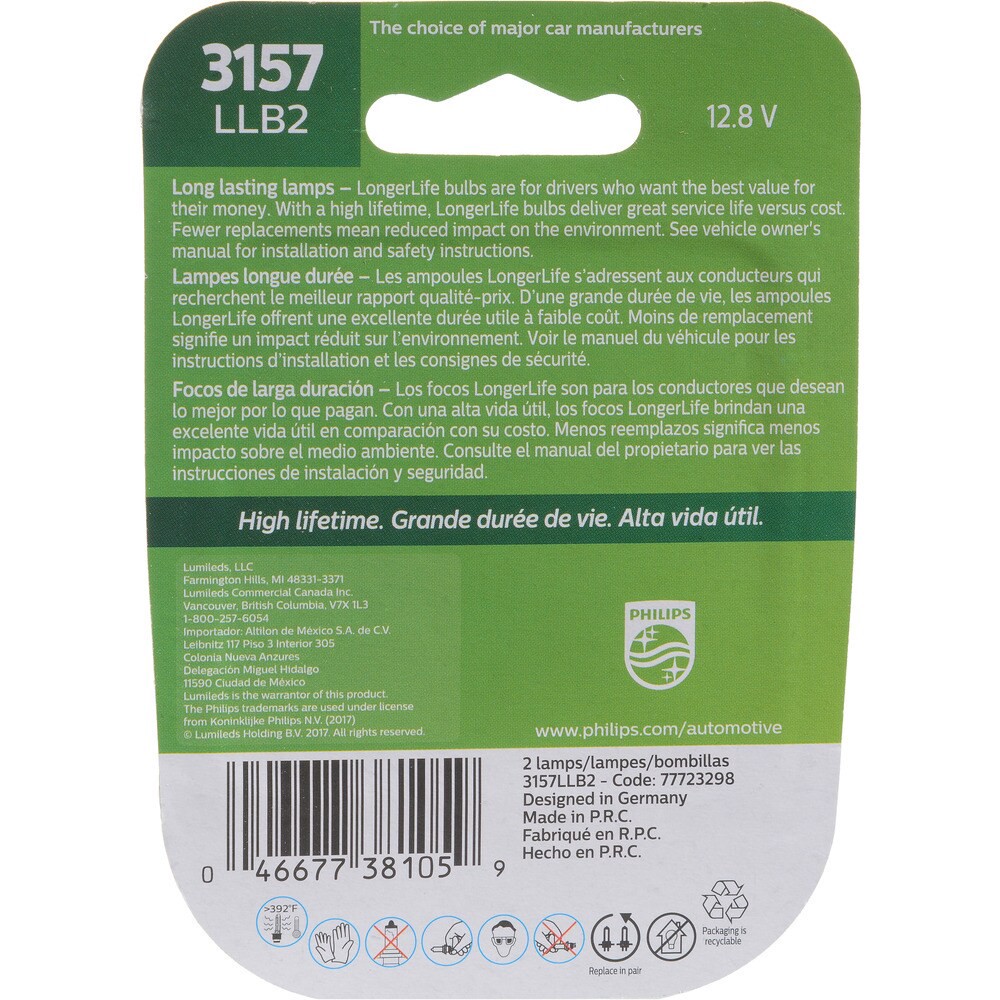 The choice of major car manufacturers
3157
LLB2
12.8 V
Long lasting lamps – LongerLife bulbs are for drivers who want the best value for
their money. With a high lifetime, LongerLife bulbs deliver great service life versus cost.
Fewer replacements mean reduced impact on the environment. See vehicle owner's
manual for installation and safety instructions.
Lampes longue durée – Les ampoules LongerLife s'adressent aux conducteurs qui
recherchent le meilleur rapport qualité-prix. D'une grande durée de vie, les ampoules
LongerLife offrent une excellente durée utile à faible coût. Moins de remplacement
signifie un impact réduit sur l'environnement. Voir le manuel du véhicule pour les
instructions d'installation et les consignes de sécurité.
Focos de larga duración – Los focos LongerLife son para los conductores que desean
lo mejor por lo que pagan. Con una alta vida útil, los focos LongerLife brindan una
excelente vida útil en comparación con su costo. Menos reemplazos significa menos
impacto sobre el medio ambiente. Consulte el manual del propietario para ver las
instrucciones de instalación y seguridad.
High lifetime. Grande durée de vie. Alta vida útil.
Lumileds, LLC
Farmington Hills, MI 48331-3371
Lumileds Commercial Canada Inc.
Vancouver, British Columbia, V7X 1L3
1-800-257-6054
Importador: Altilon de México S.A. de C.V.
Leibnitz 117 Piso 3 Interior 305
Colonia Nueva Anzures
Delegación Miguel Hidalgo
11590 Ciudad de México
Lumileds is the warrantor of this product.
The Philips trademarks are used under license
from Koninklijke Philips N.V. (2017)
© Lumileds Holding B.V. 2017. All rights reserved.
PHILIPS
www.philips.com/automotive
2 lamps/lampes/bombillas
3157LLB2 - Code: 77723298
Designed in Germany
Made in P.R.C.
Fabriqué en R.P.C.
Hecho en P.R.C.
0 46677 38105 9
>392°F
Replace in pair
Packaging is
recyclable